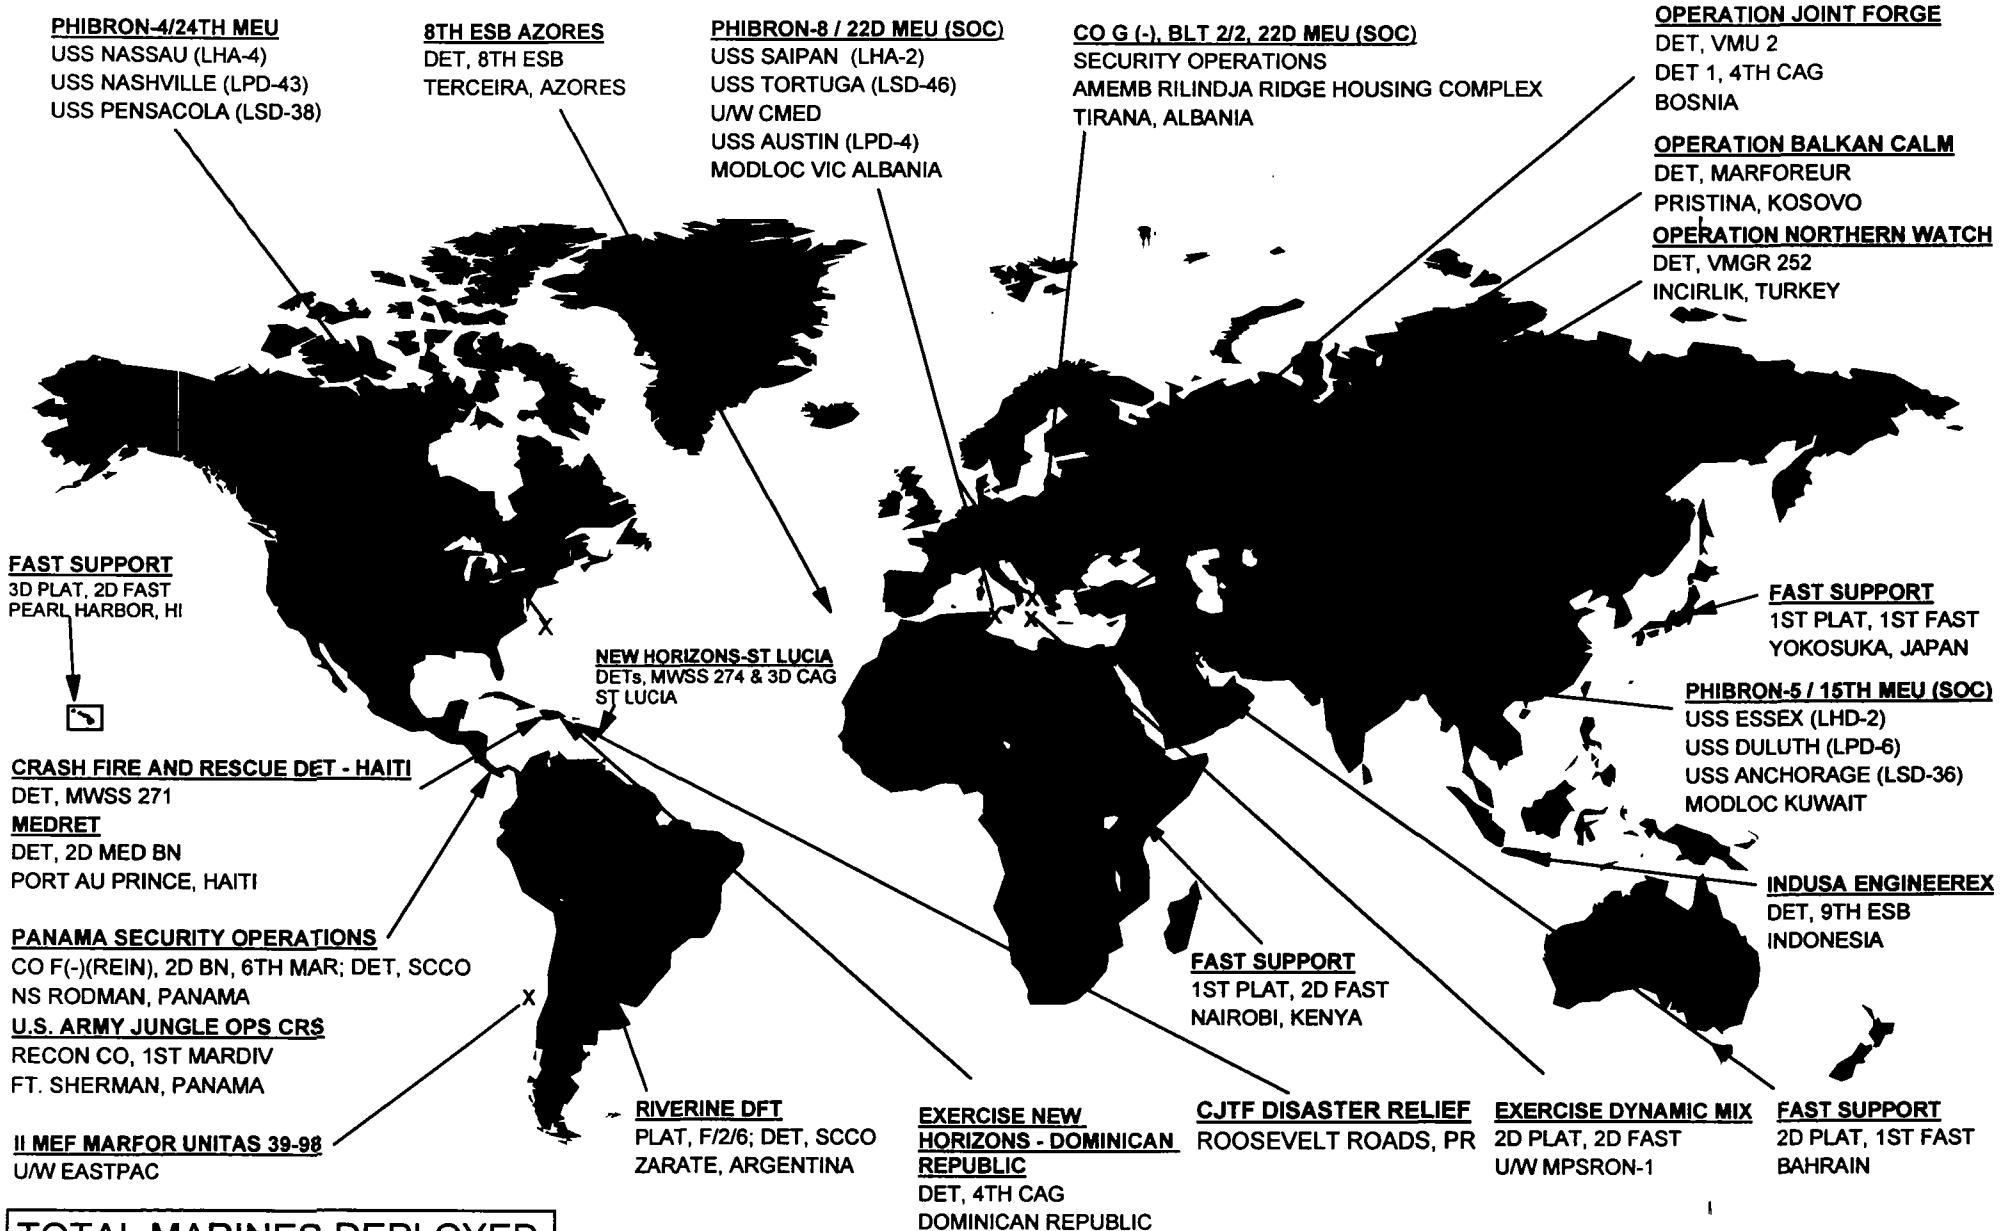 PHIBRON-4/24TH MEU
USS NASSAU (LHA-4)
USS NASHVILLE (LPD-43)
USS PENSACOLA (LSD-38)
8TH ESB AZORES
DET, 8TH ESB
TERCEIRA, AZORES
PHIBRON-8 / 22D MEU (SOC)
USS SAIPAN (LHA-2)
USS TORTUGA (LSD-46)
U/W CMED
USS AUSTIN (LPD-4)
MODLOC VIC ALBANIA
CO G (-), BLT 2/2, 22D MEU (SOC)
SECURITY OPERATIONS
AMEMB RILINDJA RIDGE HOUSING COMPLEX
TIRANA, ALBANIA
OPERATION JOINT FORGE
DET, VMU 2
DET 1, 4TH CAG
BOSNIA
OPERATION BALKAN CALM
DET, MARFOREUR
PRISTINA, KOSOVO
OPERATION NORTHERN WATCH
DET, VMGR 252
INCIRLIK, TURKEY
FAST SUPPORT
3D PLAT, 2D FAST
PEARL HARBOR, HI
X
X
X
X
FAST SUPPORT
1ST PLAT, 1ST FAST
YOKOSUKA, JAPAN
NEW HORIZONS-ST LUCIA
DETs, MWSS 274 & 3D CAG
ST LUCIA
PHIBRON-5 / 15TH MEU (SOC)
USS ESSEX (LHD-2)
USS DULUTH (LPD-6)
USS ANCHORAGE (LSD-36)
MODLOC KUWAIT
CRASH FIRE AND RESCUE DET - HAITI
DET, MWSS 271
MEDRET
DET, 2D MED BN
PORT AU PRINCE, HAITI
INDUSA ENGINEEREX
DET, 9TH ESB
INDONESIA
PANAMA SECURITY OPERATIONS
CO F(-)(REIN), 2D BN, 6TH MAR; DET, SCCO
NS RODMAN, PANAMA
U.S. ARMY JUNGLE OPS CRS
RECON CO, 1ST MARDIV
FT. SHERMAN, PANAMA
X
FAST SUPPORT
1ST PLAT, 2D FAST
NAIROBI, KENYA
II MEF MARFOR UNITAS 39-98
U/W EASTPAC
RIVERINE DFT
PLAT, F/2/6; DET, SCCO
ZARATE, ARGENTINA
EXERCISE NEW
HORIZONS - DOMINICAN
REPUBLIC
DET, 4TH CAG
DOMINICAN REPUBLIC
CJTF DISASTER RELIEF
ROOSEVELT ROADS, PR
EXERCISE DYNAMIC MIX
2D PLAT, 2D FAST
U/W MPSRON-1
FAST SUPPORT
2D PLAT, 1ST FAST
BAHRAIN
TOTAL MARINES DEPLOYED